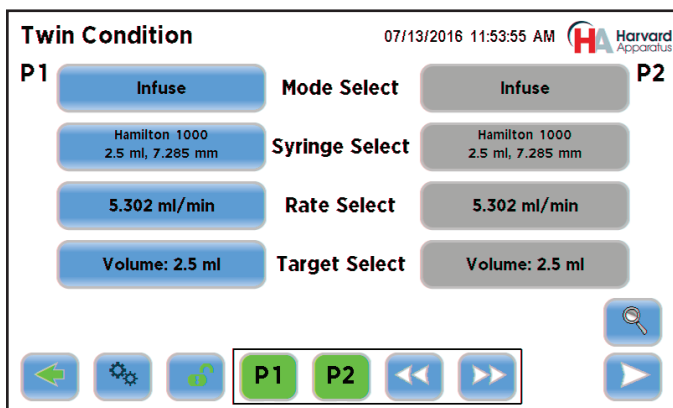 Twin Condition
07/13/2016 11:53:55 AM
HA Harvard
Apparatus
P1
P2
Infuse
Mode Select
Infuse
Hamilton 1000
2.5 ml, 7.285 mm
Syringe Select
Hamilton 1000
2.5 ml, 7.285 mm
5.302 ml/min
Rate Select
5.302 ml/min
Volume: 2.5 ml
Target Select
Volume: 2.5 ml
P1
P2